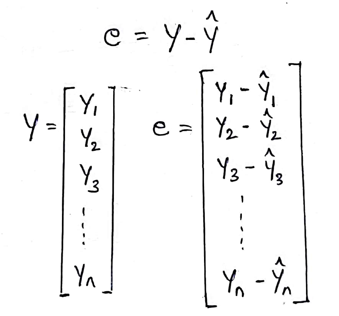 e = Y - Ŷ
Y = [Y₁ Y₂ Y₃ ⋮ Yₙ]
e = [Y₁ - Ŷ₁ Y₂ - Ŷ₂ Y₃ - Ŷ₃ ⋮ Yₙ - Ŷₙ]